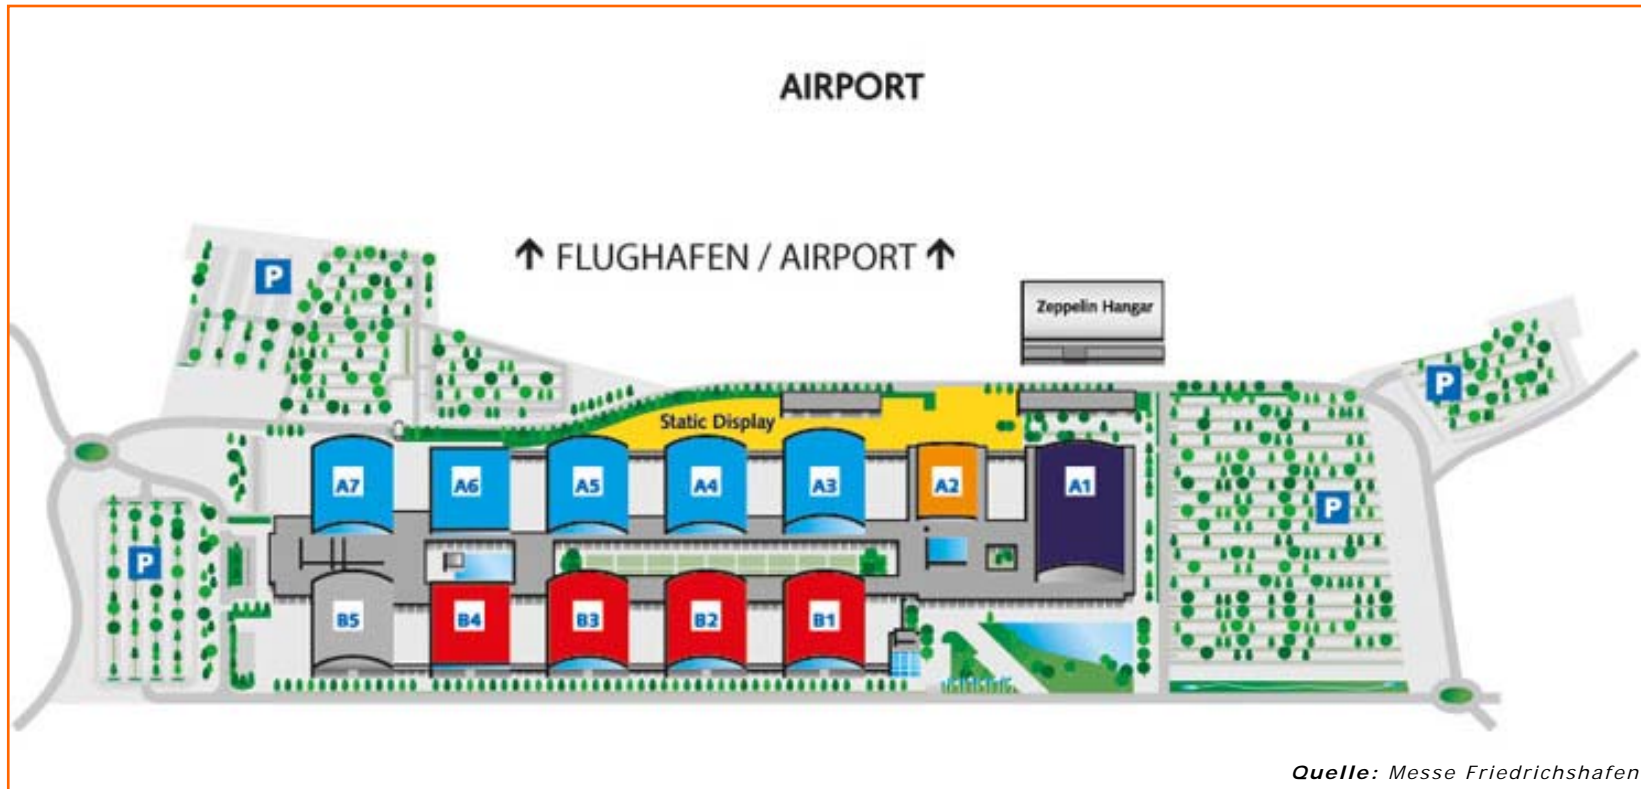 AIRPORT
↑ FLUGHAFEN / AIRPORT ↑
P
Zeppelin Hangar
P
Static Display
A7
A6
A5
A4
A3
A2
A1
P
P
B5
B4
B3
B2
B1
Quelle: Messe Friedrichshafen